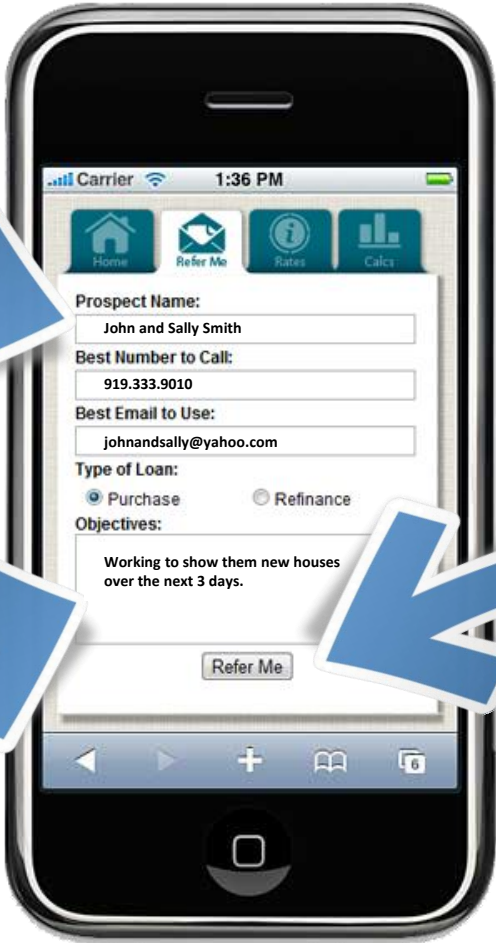 Carrier 1:36 PM
Home Refer Me Rates Calcs
Prospect Name:
John and Sally Smith
Best Number to Call:
919.333.9010
Best Email to Use:
johnandsally@yahoo.com
Type of Loan:
Purchase Refinance
Objectives:
Working to show them new houses
over the next 3 days.
Refer Me
6